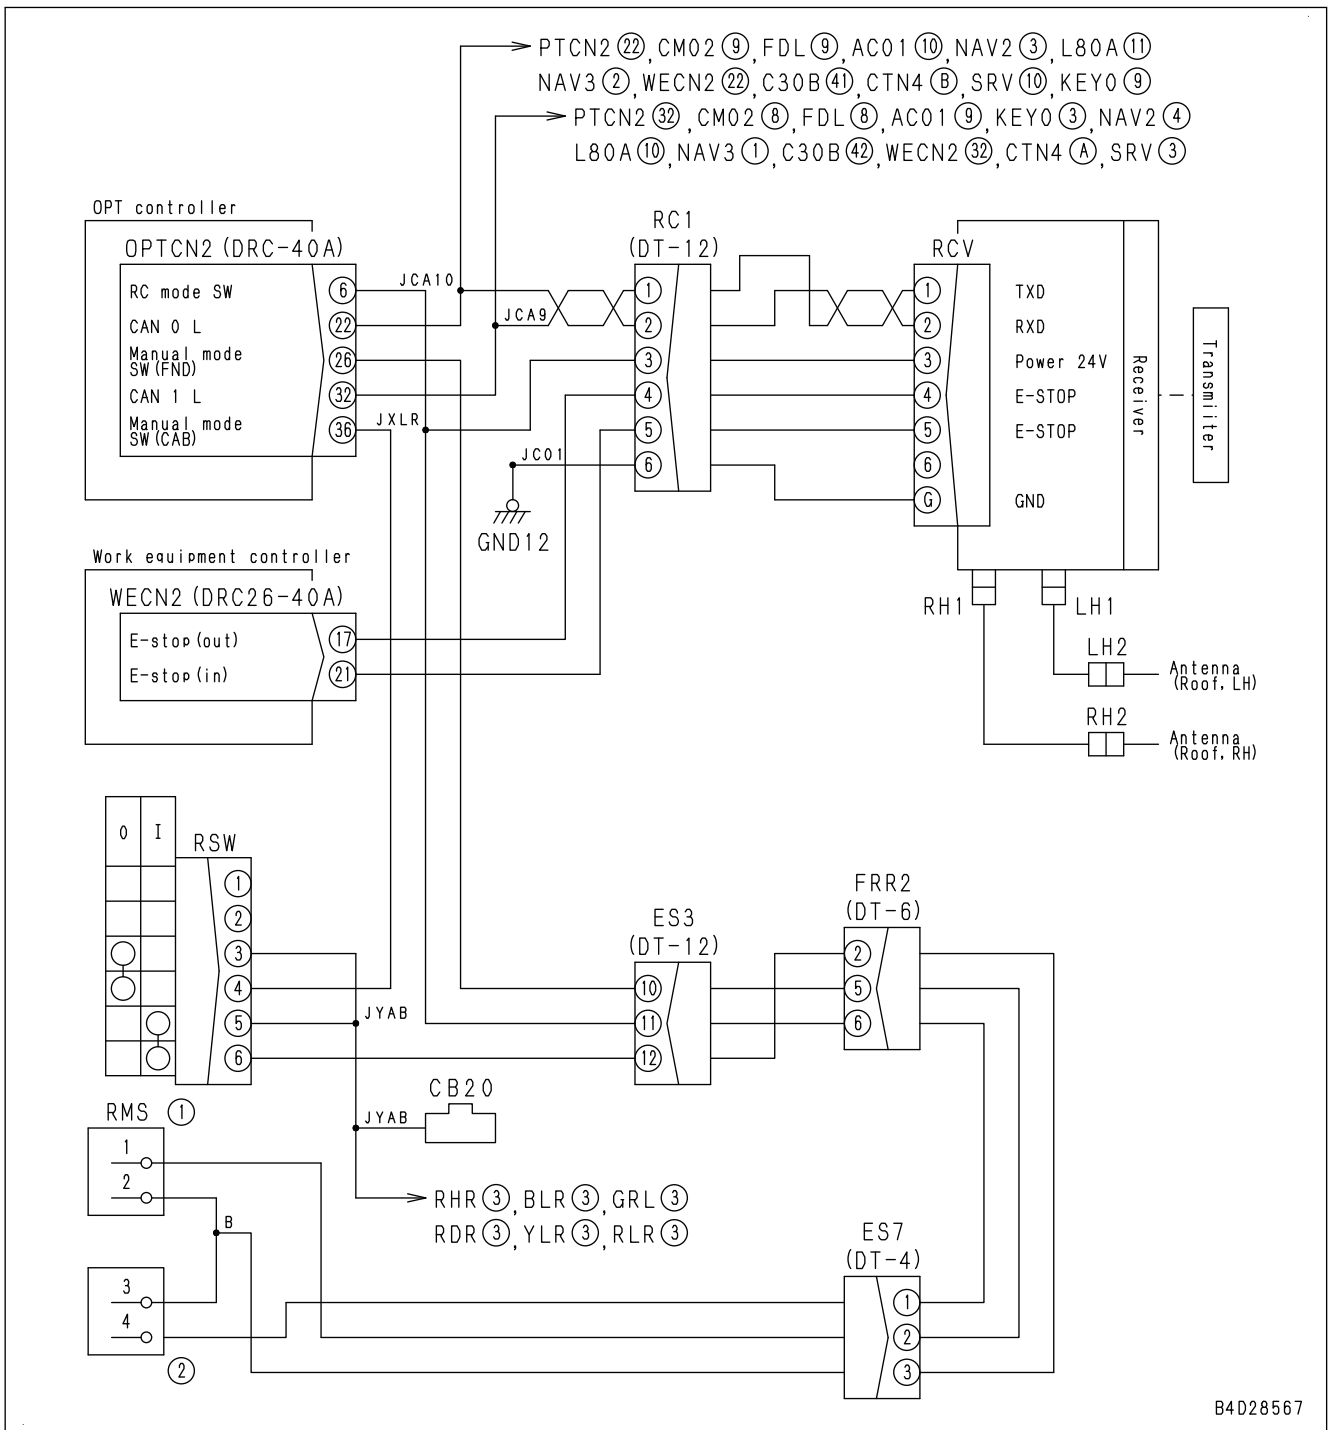 PTCN2 22, CM02 9, FDL 9, AC01 10, NAV2 3, L80A 11
NAV3 2, WECN2 22, C30B 41, CTN4 B, SRV 10, KEY0 9
PTCN2 32, CM02 8, FDL 8, AC01 9, KEY0 3, NAV2 4
L80A 10, NAV3 1, C30B 42, WECN2 32, CTN4 A, SRV 3
OPT controller
OPTCN2 (DRC-40A)
RC mode SW 6
CAN 0 L 22
Manual mode
SW (FND) 26
CAN 1 L 32
Manual mode
SW (CAB) 36
JCA10
JCA9
JXLR
JC01
GND12
RC1
(DT-12)
1
2
3
4
5
6
RCV
1 TXD
2 RXD
3 Power 24V
4 E-STOP
5 E-STOP
6
G GND
Receiver
Transmiiter
RH1
LH1
LH2
Antenna
(Roof, LH)
RH2
Antenna
(Roof, RH)
Work equipment controller
WECN2 (DRC26-40A)
E-stop (out) 17
E-stop (in) 21
0 I
RSW
1
2
3
4
5
6
JYAB
JYAB
CB20
RHR 3, BLR 3, GRL 3
RDR 3, YLR 3, RLR 3
ES3
(DT-12)
10
11
12
FRR2
(DT-6)
2
5
6
RMS 1
1
2
B
3
4
2
ES7
(DT-4)
1
2
3
B4D28567